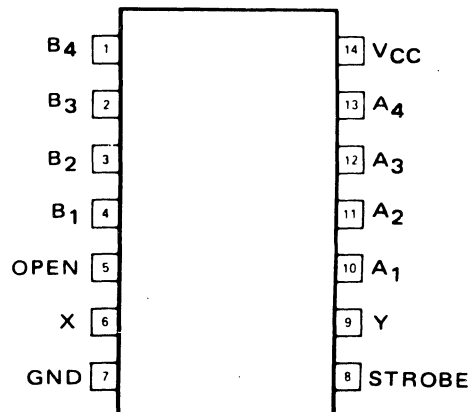 B4 1 14 VCC
B3 2 13 A4
B2 3 12 A3
B1 4 11 A2
OPEN 5 10 A1
X 6 9 Y
GND 7 8 STROBE